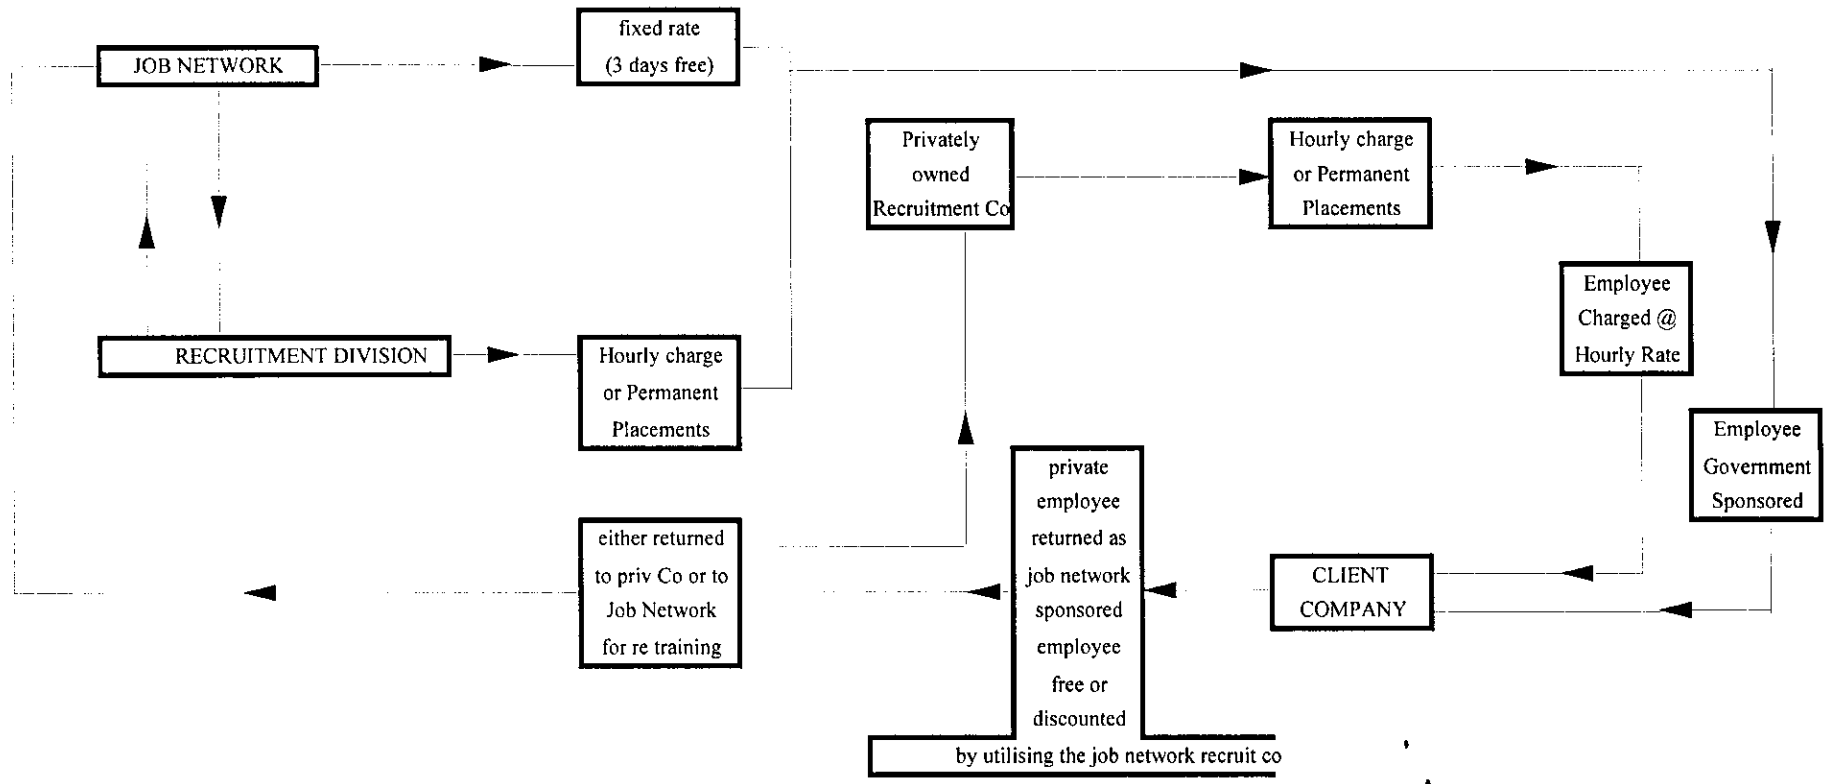 fixed rate
(3 days free)
JOB NETWORK
Privately
owned
Recruitment Co
Hourly charge
or Permanent
Placements
Employee
Charged @
Hourly Rate
RECRUITMENT DIVISION
Hourly charge
or Permanent
Placements
Employee
Government
Sponsored
private
employee
returned as
job network
sponsored
employee
free or
discounted
by utilising the job network recruit co
either returned
to priv Co or to
Job Network
for re training
CLIENT
COMPANY